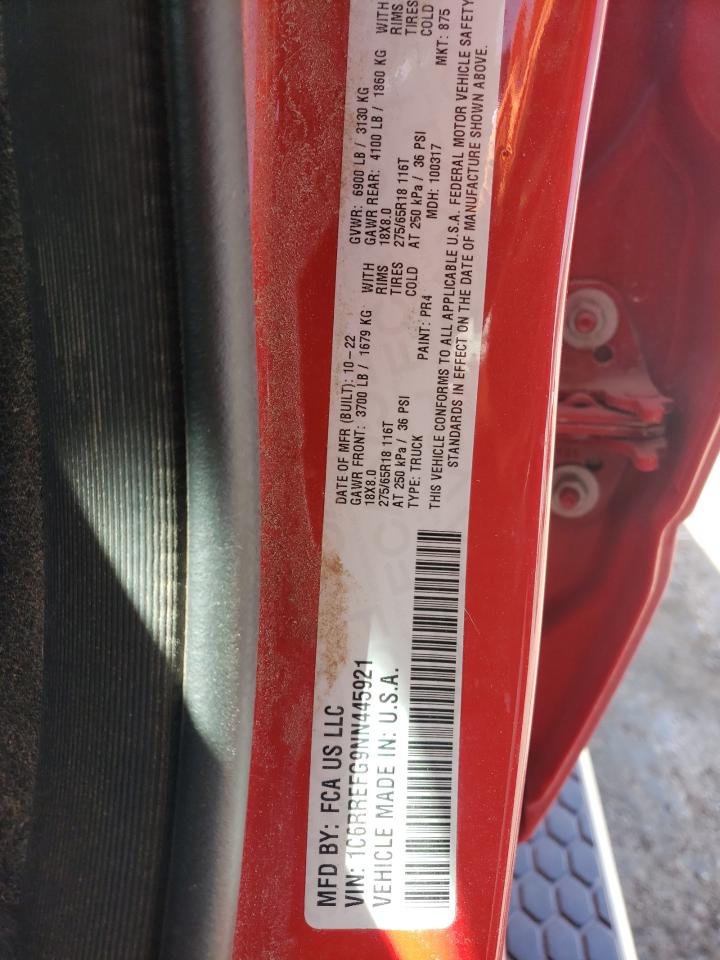 MFD BY: FCA US LLC
VIN: 1C6RREFG9NN445921
VEHICLE MADE IN: U.S.A.
DATE OF MFR (BUILT): 10-22 GVWR: 6900 LB / 3130 KG
GAWR FRONT: 3700 LB / 1679 KG WITH GAWR REAR: 4100 LB / 1860 KG WITH
18X8.0 RIMS 18X8.0 RIMS
275/65R18 116T TIRES 275/65R18 116T TIRES
AT 250 kPa / 36 PSI COLD AT 250 kPa / 36 PSI COLD
TYPE: TRUCK PAINT: PR4 MDH: 100317 MKT: 875
THIS VEHICLE CONFORMS TO ALL APPLICABLE U.S.A. FEDERAL MOTOR VEHICLE SAFETY
STANDARDS IN EFFECT ON THE DATE OF MANUFACTURE SHOWN ABOVE.